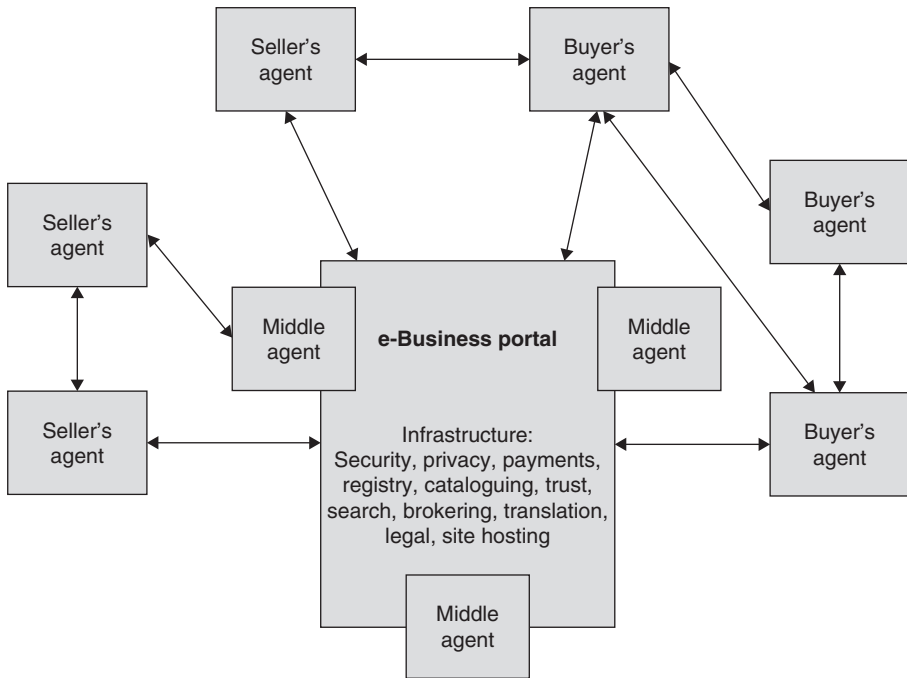 Seller’s
agent
Buyer’s
agent
Seller’s
agent
Buyer’s
agent
Middle
agent
e-Business portal
Middle
agent
Seller’s
agent
Infrastructure:
Security, privacy, payments,
registry, cataloguing, trust,
search, brokering, translation,
legal, site hosting
Buyer’s
agent
Middle
agent